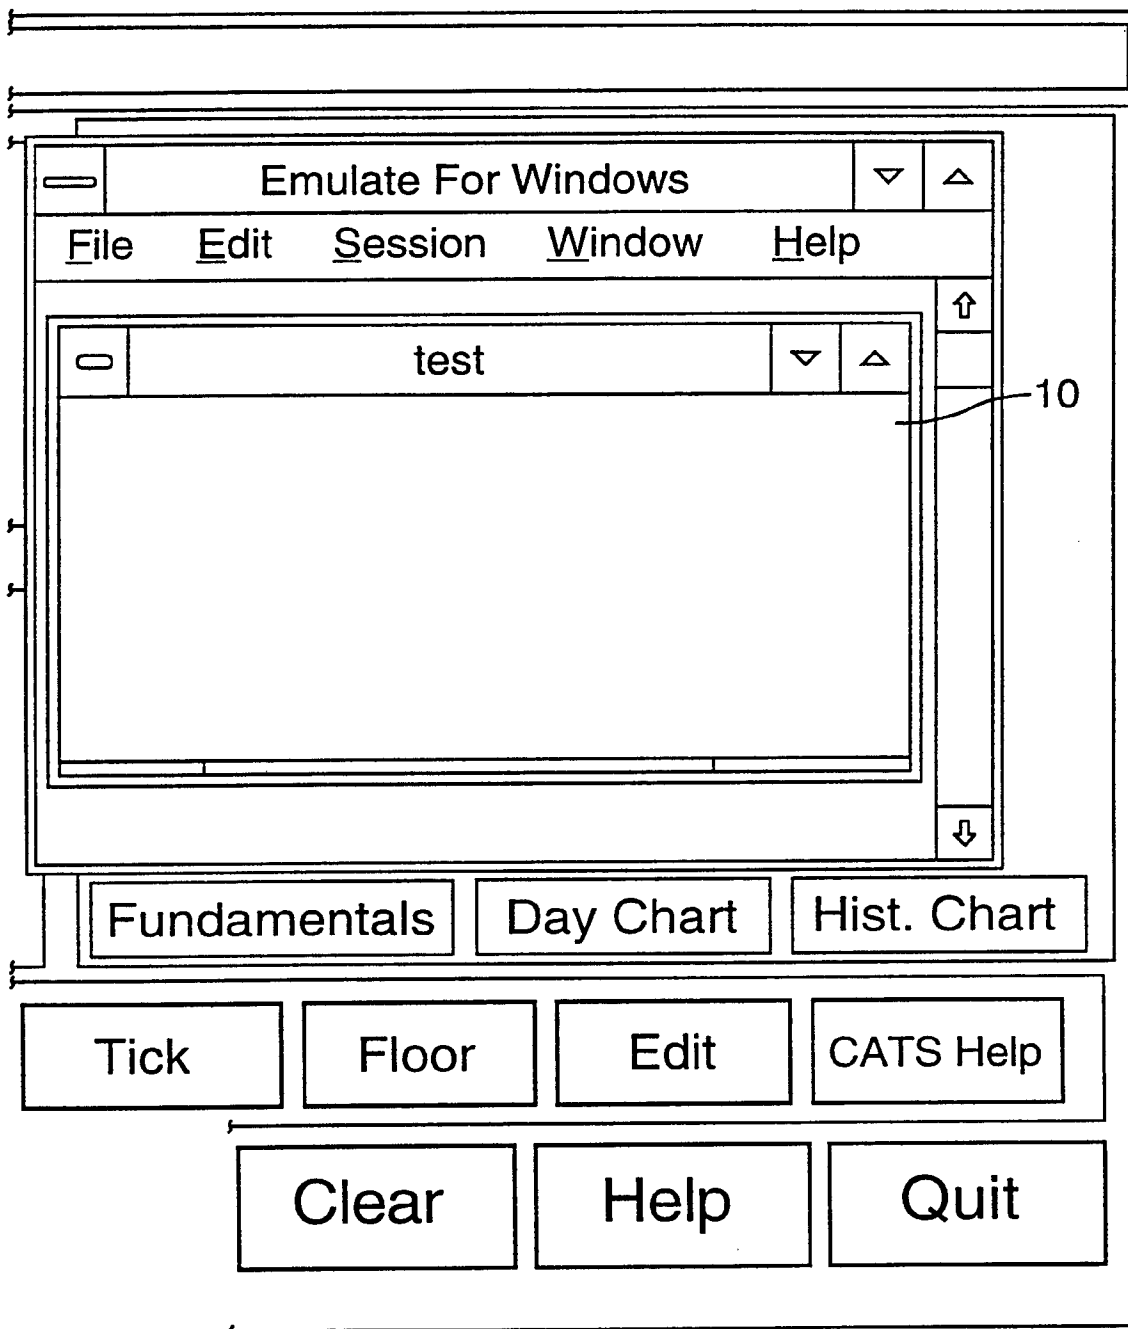 Emulate For Windows
File Edit Session Window Help
test
10
Fundamentals Day Chart Hist. Chart
Tick Floor Edit CATS Help
Clear Help Quit